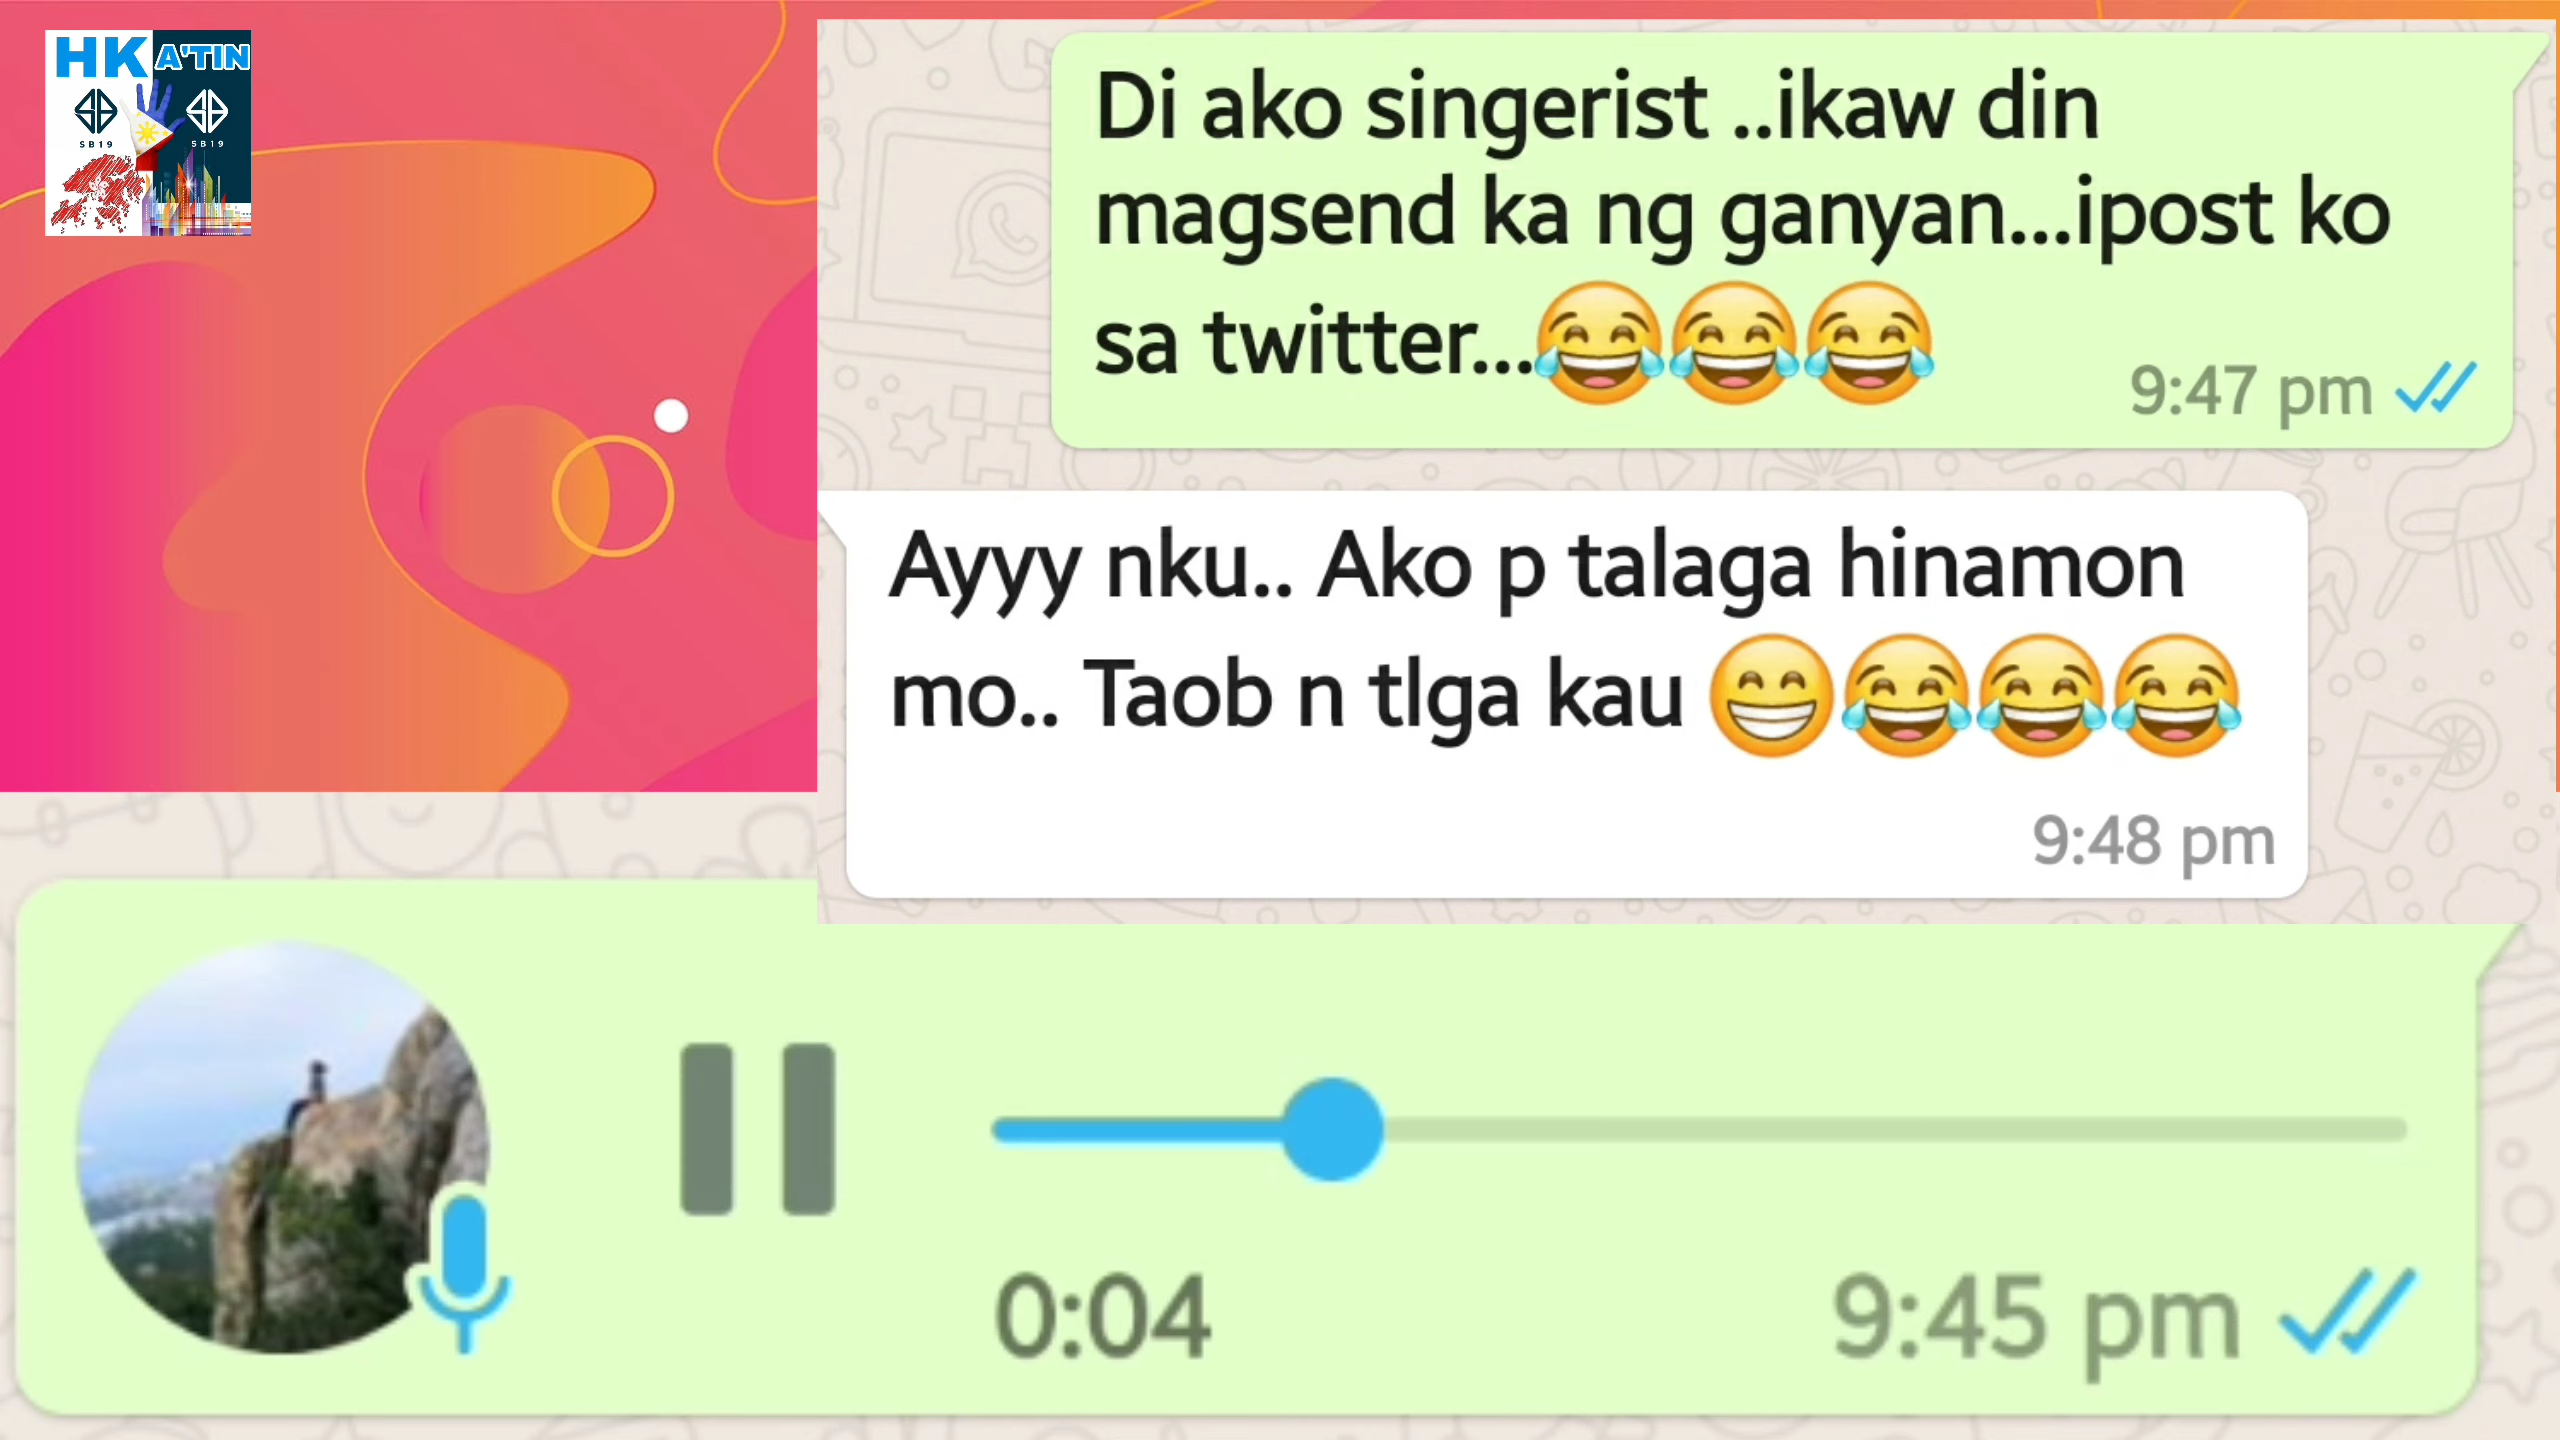 HK A'TIN
SB19 SB19
Di ako singerist ..ikaw din
magsend ka ng ganyan...ipost ko
sa twitter...😂😂😂
9:47 pm
Ayyy nku.. Ako p talaga hinamon
mo.. Taob n tlga kau 😁😂😂😂
9:48 pm
0:04
9:45 pm